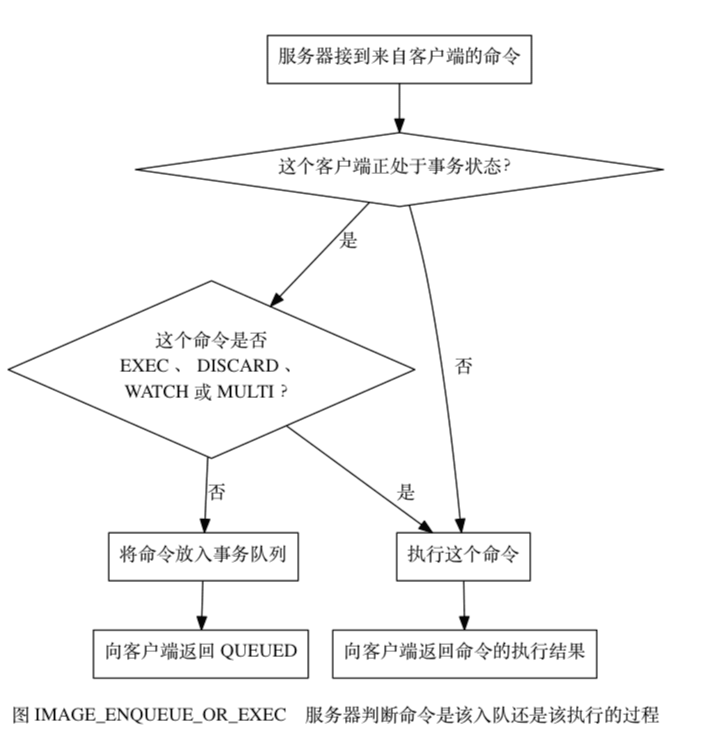 服务器接到来自客户端的命令
这个客户端正处于事务状态?
是
这个命令是否
EXEC 、 DISCARD 、
WATCH 或 MULTI ?
否
否
是
将命令放入事务队列
执行这个命令
向客户端返回 QUEUED
向客户端返回命令的执行结果
图 IMAGE_ENQUEUE_OR_EXEC 服务器判断命令是该入队还是该执行的过程